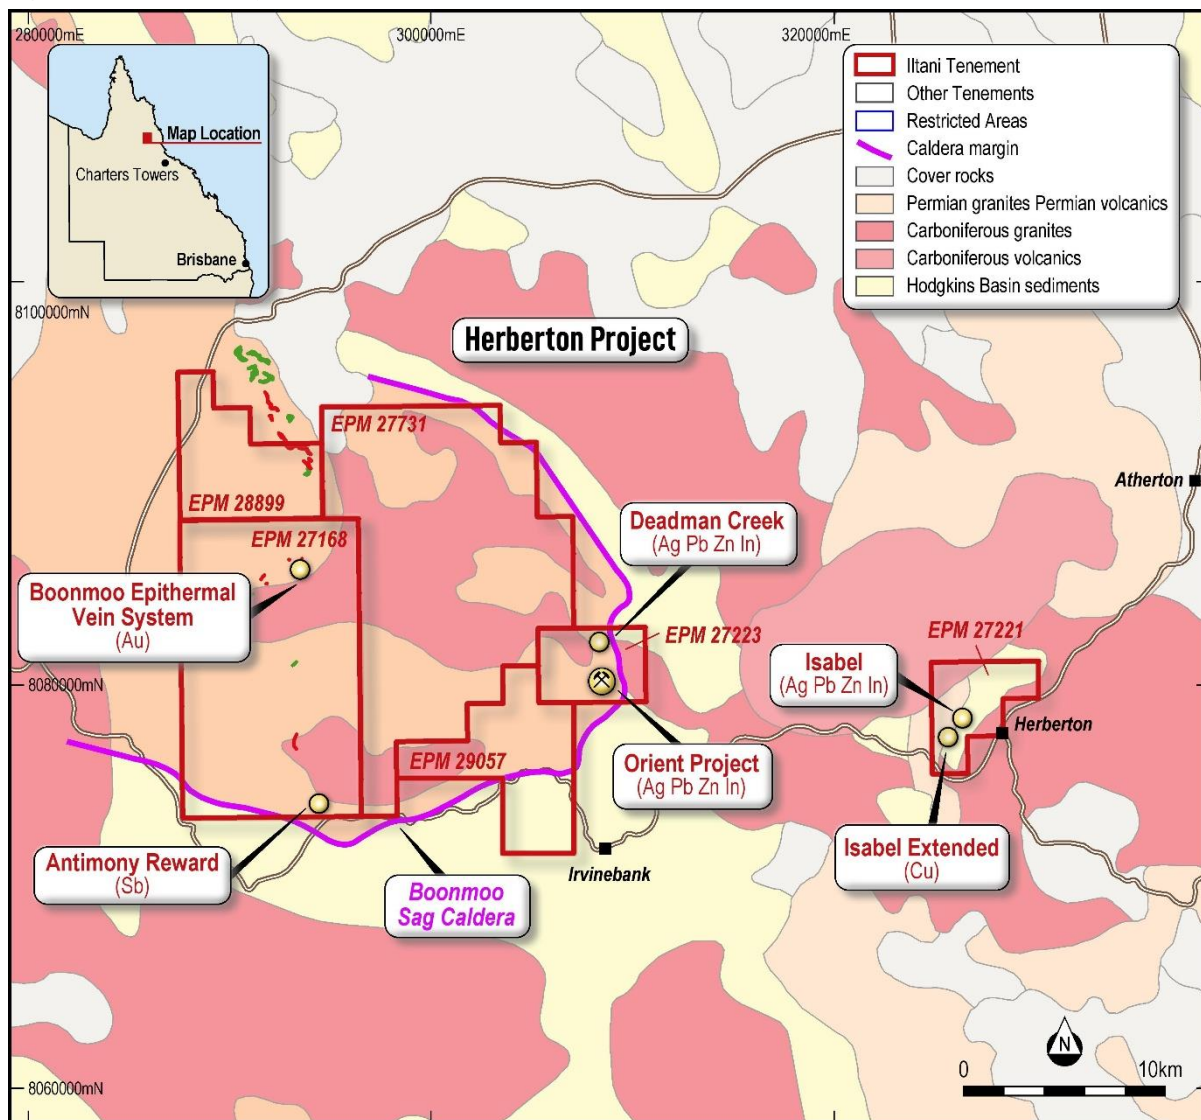 280000mE
300000mE
320000mE
Map Location
Charters Towers
Brisbane
Iltani Tenement
Other Tenements
Restricted Areas
Caldera margin
Cover rocks
Permian granites Permian volcanics
Carboniferous granites
Carboniferous volcanics
Hodgkins Basin sediments
8100000mN
Herberton Project
EPM 27731
Atherton
EPM 28899
EPM 27168
Deadman Creek
(Ag Pb Zn In)
Boonmoo Epithermal
Vein System
(Au)
EPM 27223
EPM 27221
Isabel
(Ag Pb Zn In)
8080000mN
Herberton
EPM 29057
Orient Project
(Ag Pb Zn In)
Antimony Reward
(Sb)
Boonmoo
Sag Caldera
Irvinebank
Isabel Extended
(Cu)
N
0
10km
8060000mN